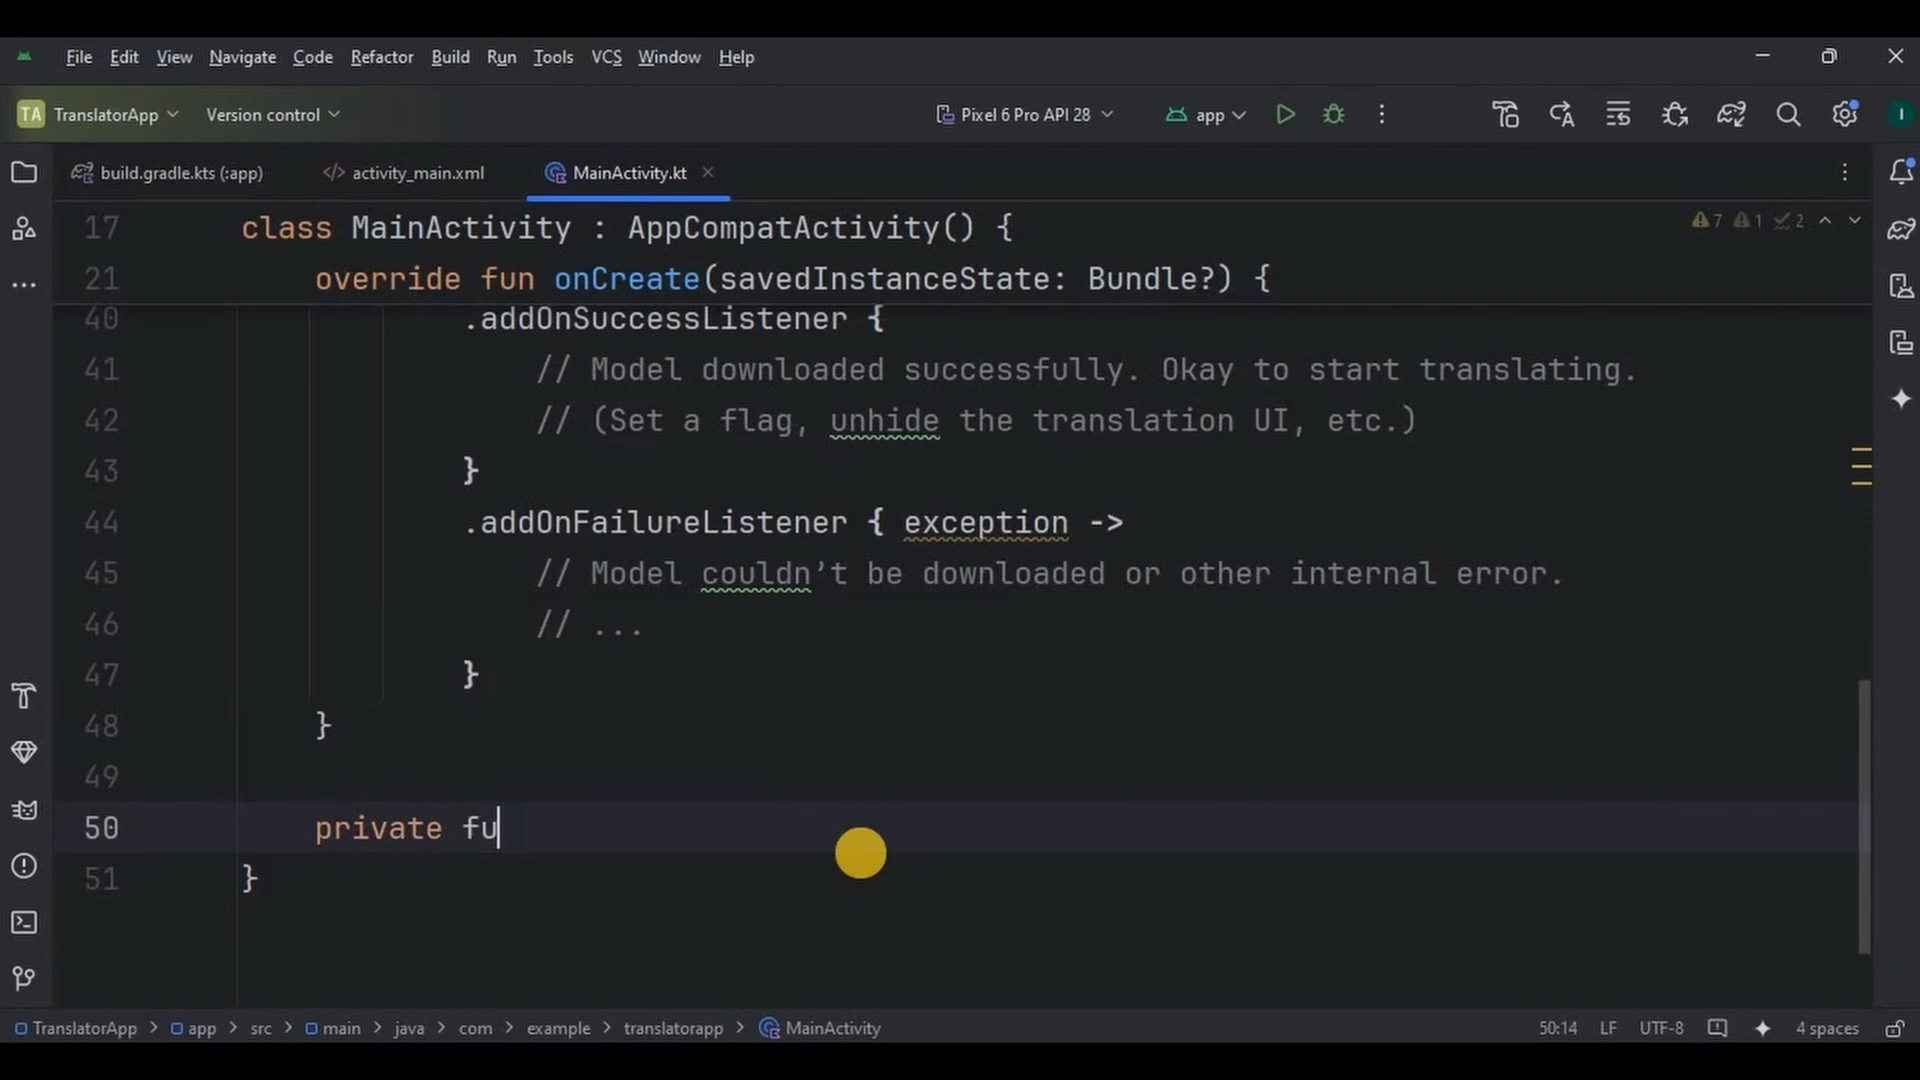 File Edit View Navigate Code Refactor Build Run Tools VCS Window Help
TA TranslatorApp Version control Pixel 6 Pro API 28 app I
build.gradle.kts (:app) activity_main.xml MainActivity.kt
17 class MainActivity : AppCompatActivity() { 7 1 2
21 override fun onCreate(savedInstanceState: Bundle?) {
40 .addOnSuccessListener {
41 // Model downloaded successfully. Okay to start translating.
42 // (Set a flag, unhide the translation UI, etc.)
43 }
44 .addOnFailureListener { exception ->
45 // Model couldn’t be downloaded or other internal error.
46 // ...
47 }
48 }
49
50 private fu
51 }
TranslatorApp > app > src > main > java > com > example > translatorapp > MainActivity 50:14 LF UTF-8 4 spaces